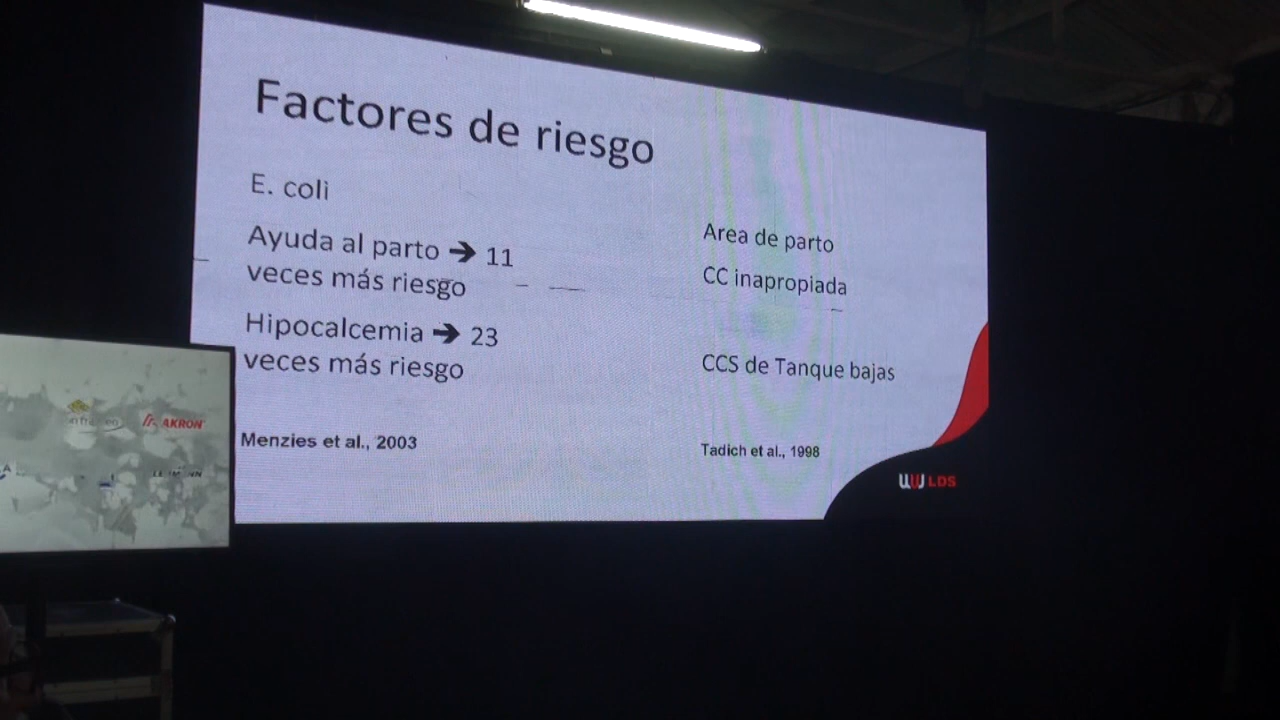 Factores de riesgo
E. coli
Ayuda al parto ➔ 11
veces más riesgo
Hipocalcemia ➔ 23
veces más riesgo
Menzies et al., 2003
Area de parto
CC inapropiada
CCS de Tanque bajas
Tadich et al., 1998
LDS
AKRON